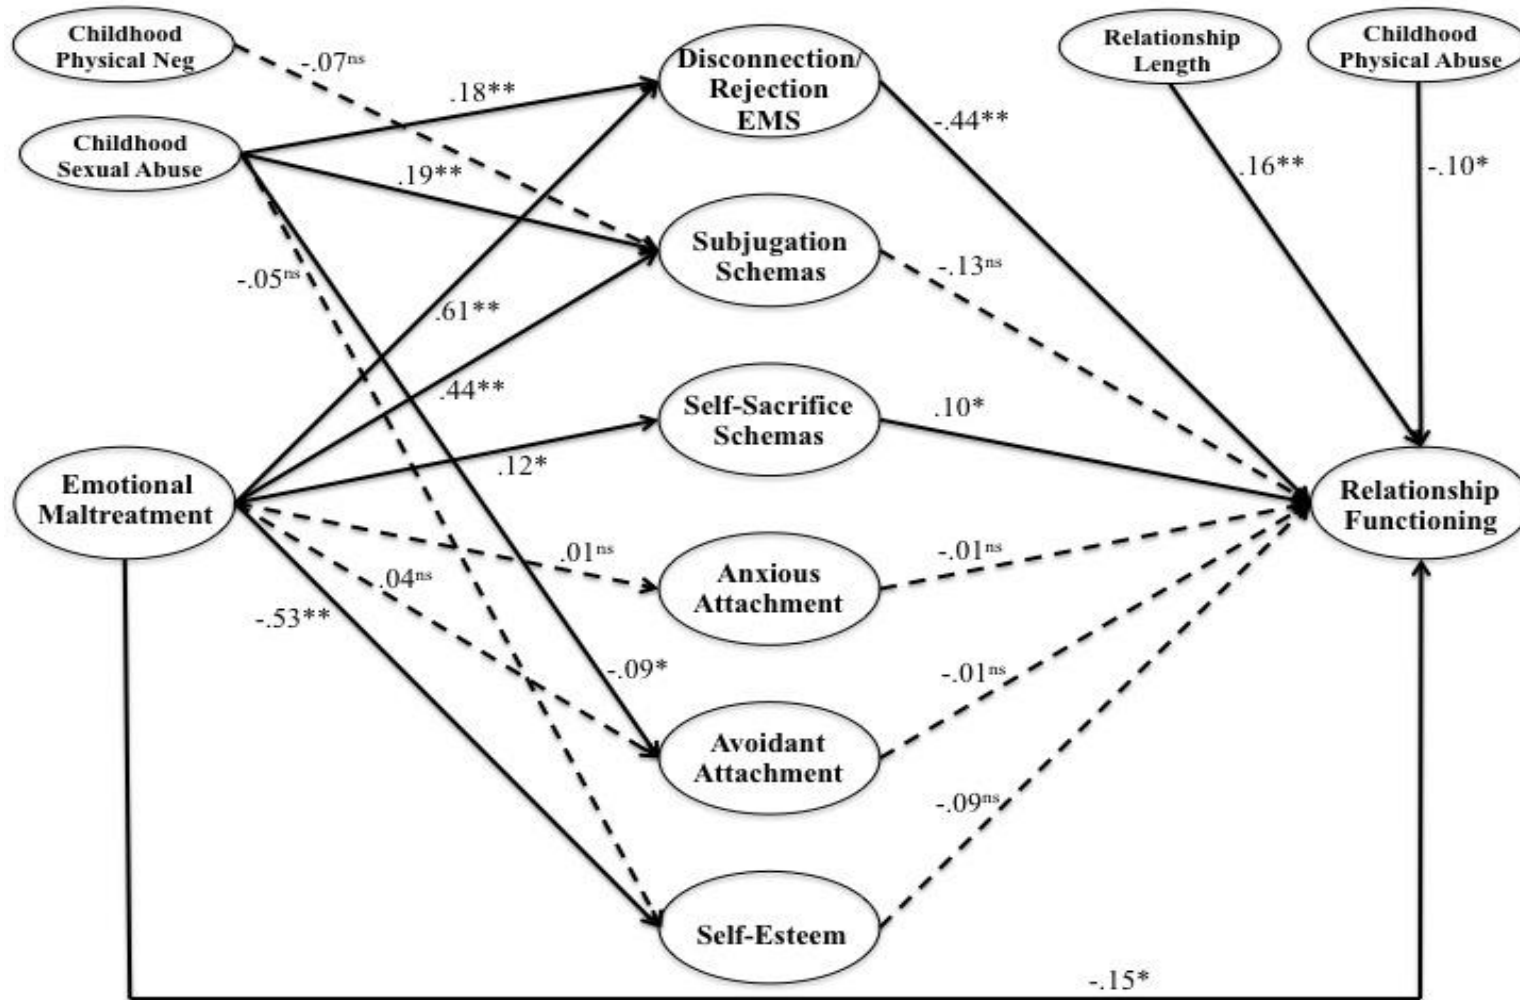 Childhood
Physical Neg
Childhood
Sexual Abuse
Emotional
Maltreatment
Disconnection/
Rejection
EMS
Subjugation
Schemas
Self-Sacrifice
Schemas
Anxious
Attachment
Avoidant
Attachment
Self-Esteem
Relationship
Length
Childhood
Physical Abuse
Relationship
Functioning
-.07ns
.18**
.19**
-.05ns
.61**
.44**
.12*
.01ns
.04ns
-.53**
-.09*
-.44**
-.13ns
.10*
-.01ns
-.01ns
-.09ns
.16**
-.10*
-.15*